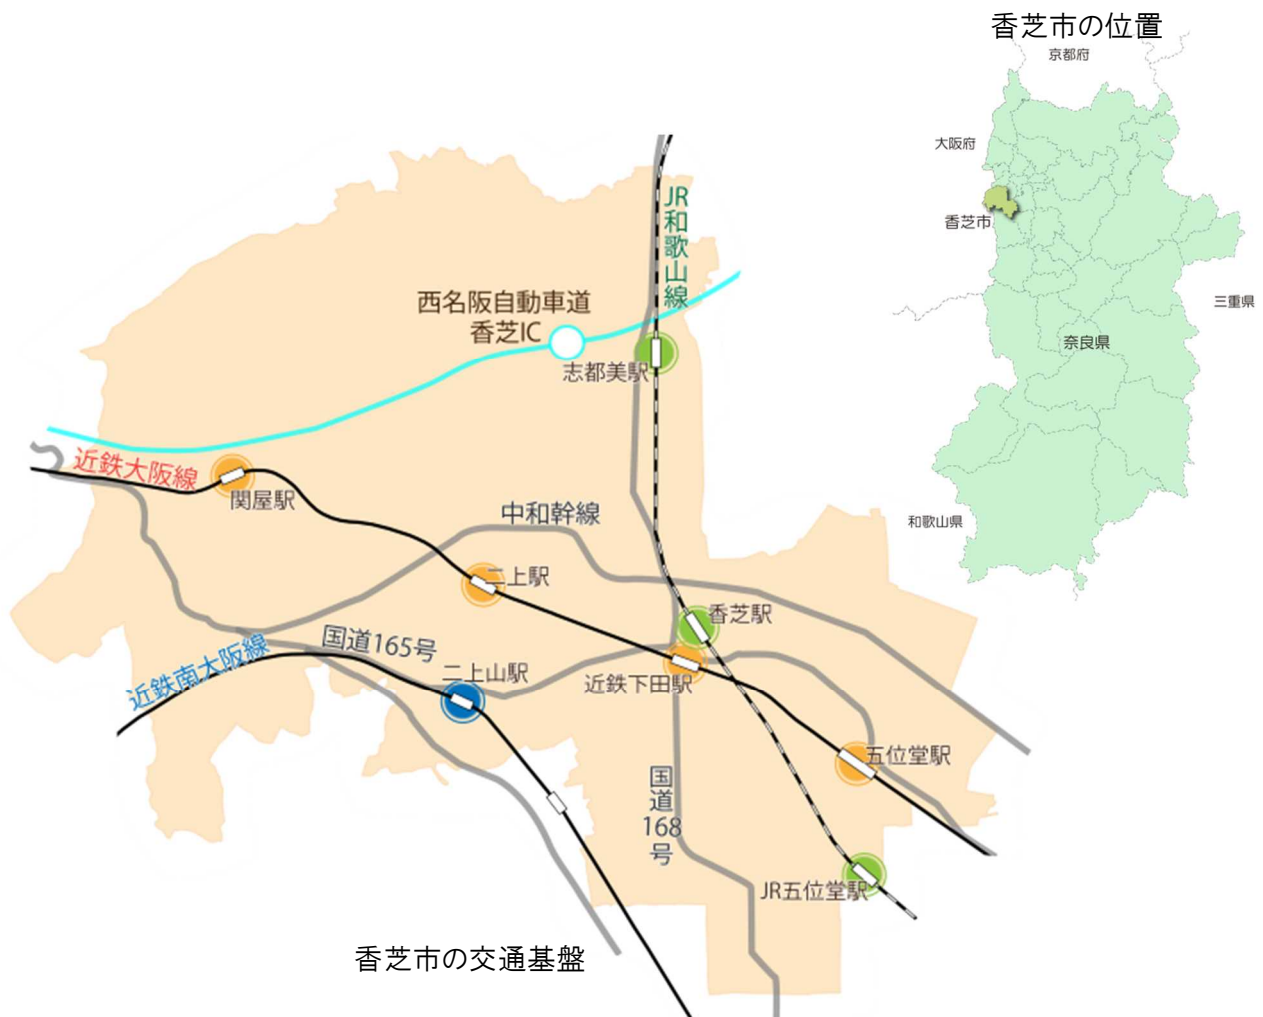 香芝市の位置
京都府
大阪府
香芝市
三重県
奈良県
和歌山県
JR和歌山線
西名阪自動車道
香芝IC
志都美駅
近鉄大阪線
関屋駅
中和幹線
二上駅
香芝駅
国道165号
近鉄南大阪線
二上山駅
近鉄下田駅
五位堂駅
国道168号
JR五位堂駅
香芝市の交通基盤